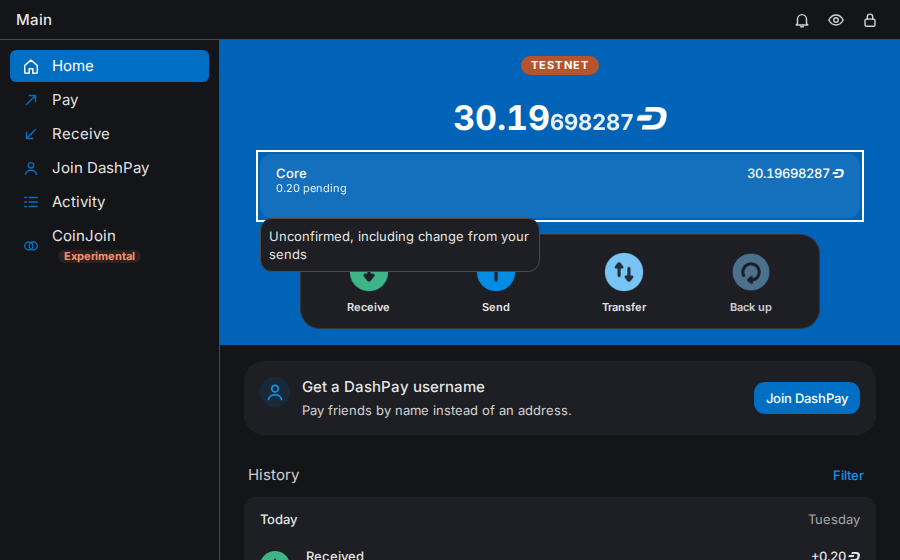 Main
Home
Pay
Receive
Join DashPay
Activity
CoinJoin
Experimental
TESTNET
30.19698287
Core
30.19698287
0.20 pending
Unconfirmed, including change from your
sends
Receive
Send
Transfer
Back up
Get a DashPay username
Pay friends by name instead of an address.
Join DashPay
History
Filter
Today
Tuesday
Received
+0.20